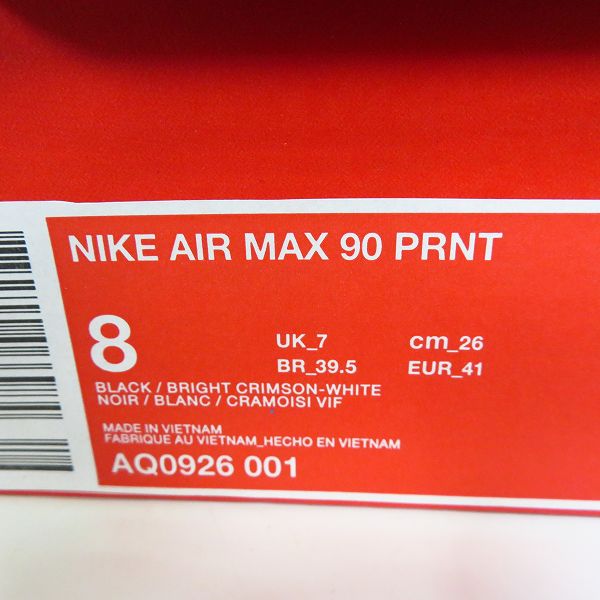 NIKE AIR MAX 90 PRNT
8
UK_7 cm_26
BR_39.5 EUR_41
BLACK / BRIGHT CRIMSON-WHITE
NOIR / BLANC / CRAMOISI VIF
MADE IN VIETNAM
FABRIQUE AU VIETNAM_HECHO EN VIETNAM
AQ0926 001